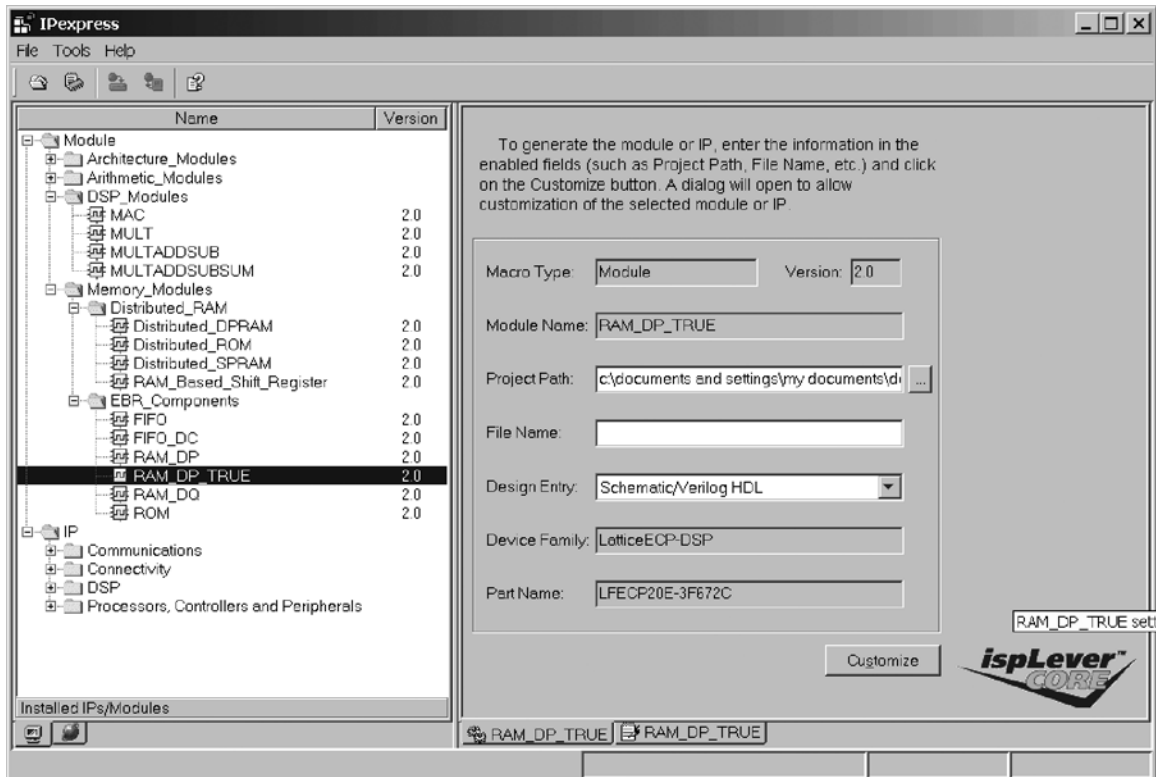 IPexpress
File Tools Help
Name Version
Module
Architecture_Modules
Arithmetic_Modules
DSP_Modules
MAC 2.0
MULT 2.0
MULTADDSUB 2.0
MULTADDSUBSUM 2.0
Memory_Modules
Distributed_RAM
Distributed_DPRAM 2.0
Distributed_ROM 2.0
Distributed_SPRAM 2.0
RAM_Based_Shift_Register 2.0
EBR_Components
FIFO 2.0
FIFO_DC 2.0
RAM_DP 2.0
RAM_DP_TRUE 2.0
RAM_DQ 2.0
ROM 2.0
IP
Communications
Connectivity
DSP
Processors, Controllers and Peripherals
Installed IPs/Modules
To generate the module or IP, enter the information in the
enabled fields (such as Project Path, File Name, etc.) and click
on the Customize button. A dialog will open to allow
customization of the selected module or IP.
Macro Type: Module Version: 2.0
Module Name: RAM_DP_TRUE
Project Path: c:\documents and settings\my documents\d ...
File Name:
Design Entry: Schematic/Verilog HDL
Device Family: LatticeECP-DSP
Part Name: LFECP20E-3F672C
RAM_DP_TRUE sett
Customize
ispLever™
CORE
RAM_DP_TRUE RAM_DP_TRUE